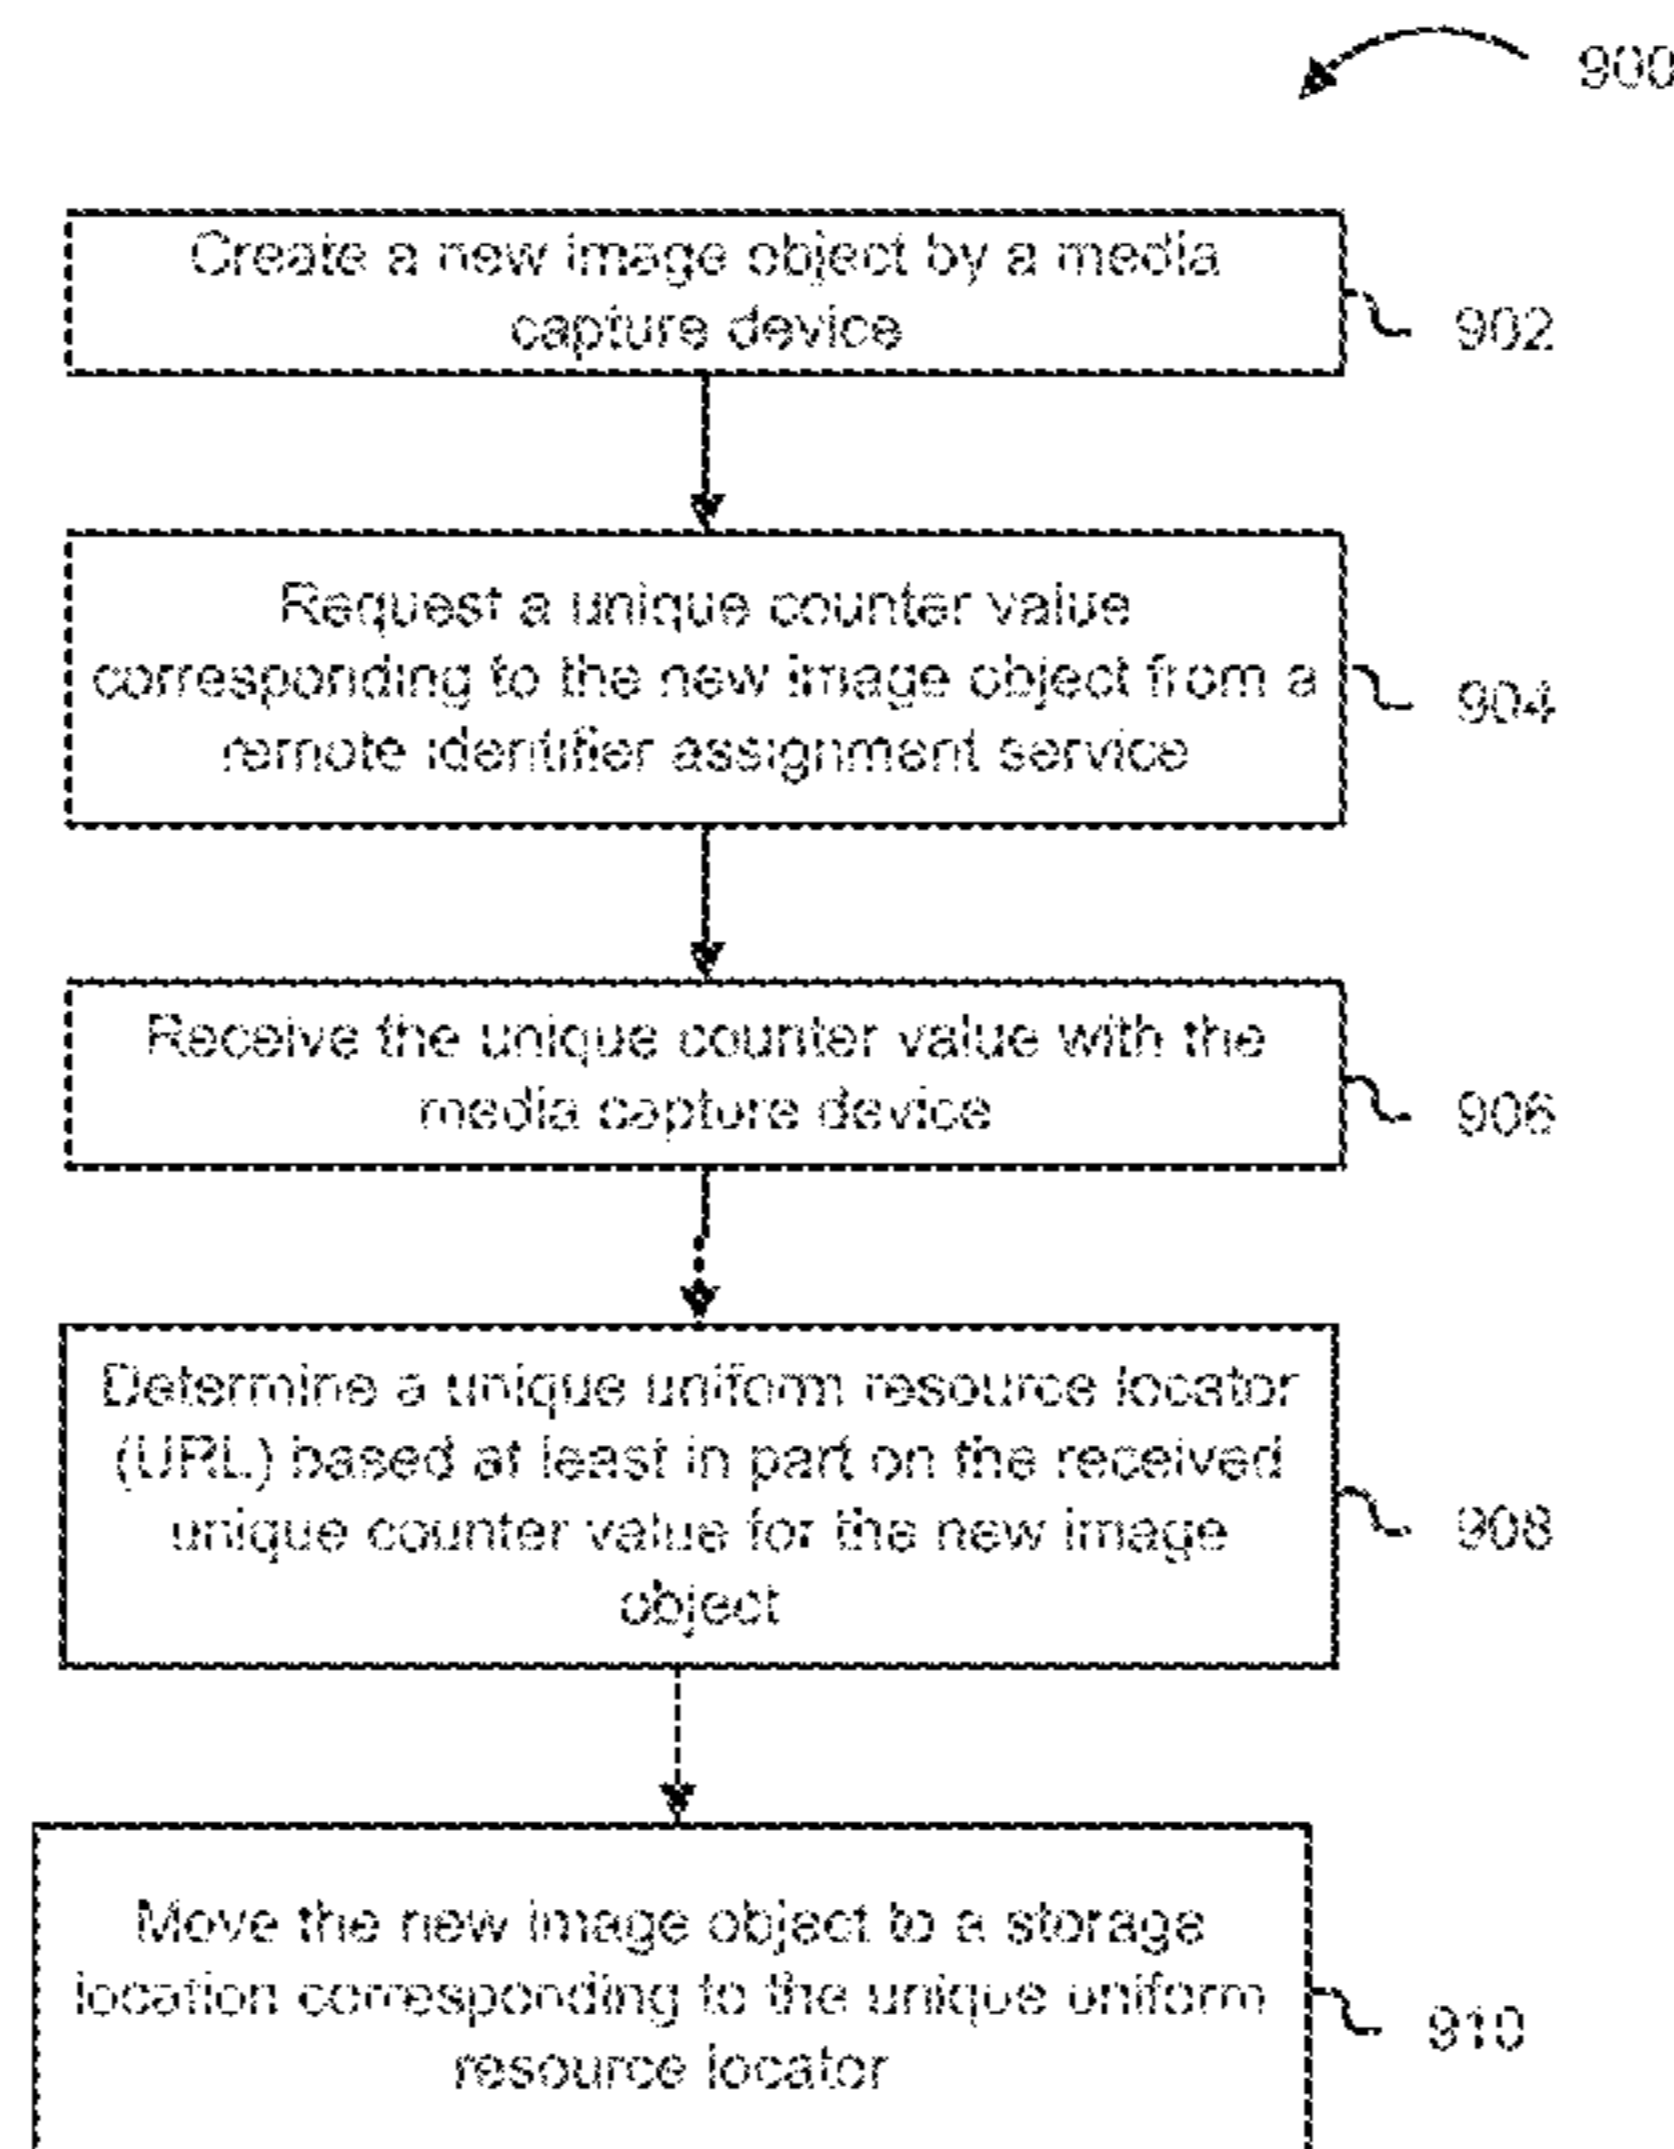 900
Create a new image object by a media
capture device
902
Request a unique counter value
corresponding to the new image object from a
remote identifier assignment service
904
Receive the unique counter value with the
media capture device
906
Determine a unique uniform resource locator
(URL) based at least in part on the received
unique counter value for the new image
object
908
Move the new image object to a storage
location corresponding to the unique uniform
resource locator
910